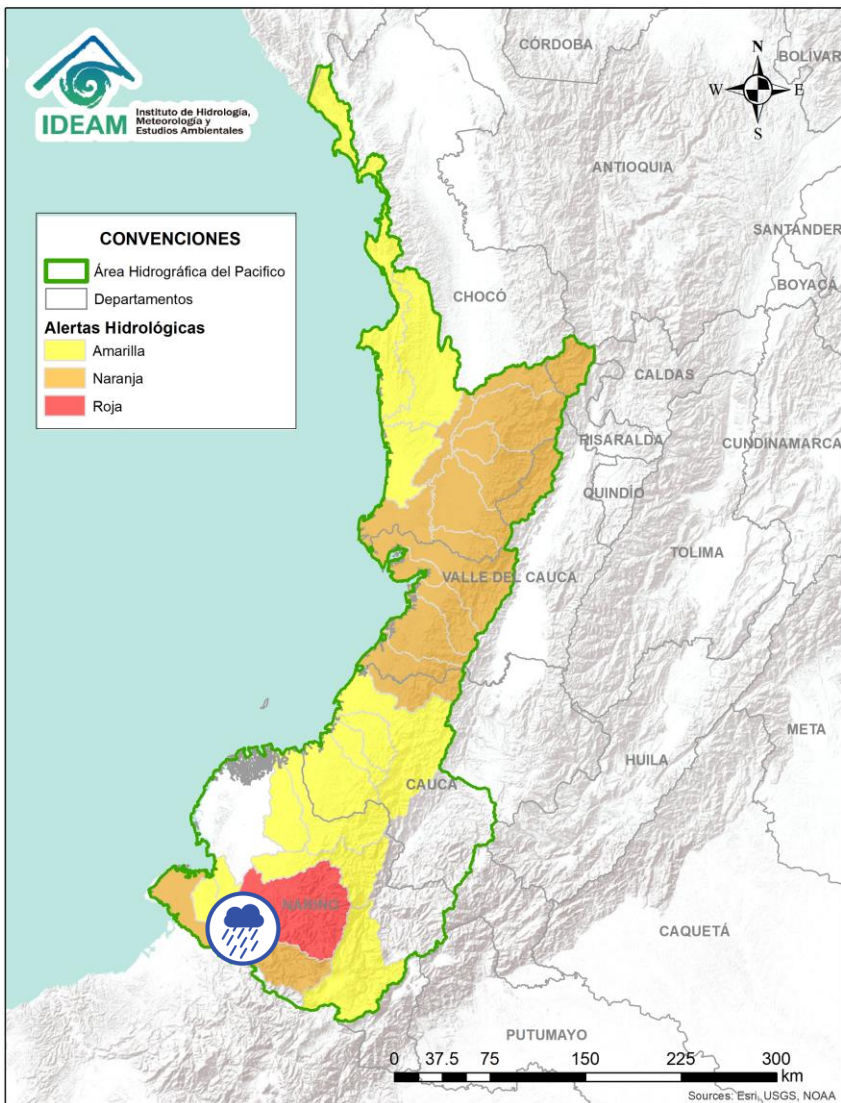 IDEAM
Instituto de Hidrología,
Meteorología y
Estudios Ambientales
CONVENCIONES
Área Hidrográfica del Pacifico
Departamentos
Alertas Hidrológicas
Amarilla
Naranja
Roja
N
W
E
S
CÓRDOBA
BOLÍVAR
ANTIOQUIA
SANTANDER
BOYACÁ
CHOCÓ
CALDAS
RISARALDA
CUNDINAMARCA
QUINDÍO
TOLIMA
VALLE DEL CAUCA
META
HUILA
CAUCA
NARIÑO
CAQUETÁ
PUTUMAYO
0 37.5 75 150 225 300
km
Sources: Esri, USGS, NOAA